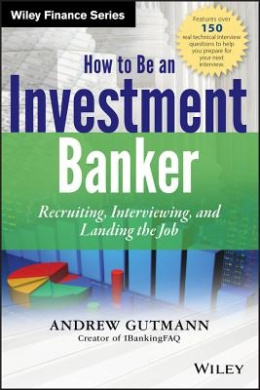 Wiley Finance Series
Features over
150
real technical interview
questions to help
you prepare for
your next
interview.
How to Be an
Investment
Banker
Recruiting, Interviewing, and
Landing the Job
ANDREW GUTMANN
Creator of IBankingFAQ
WILEY